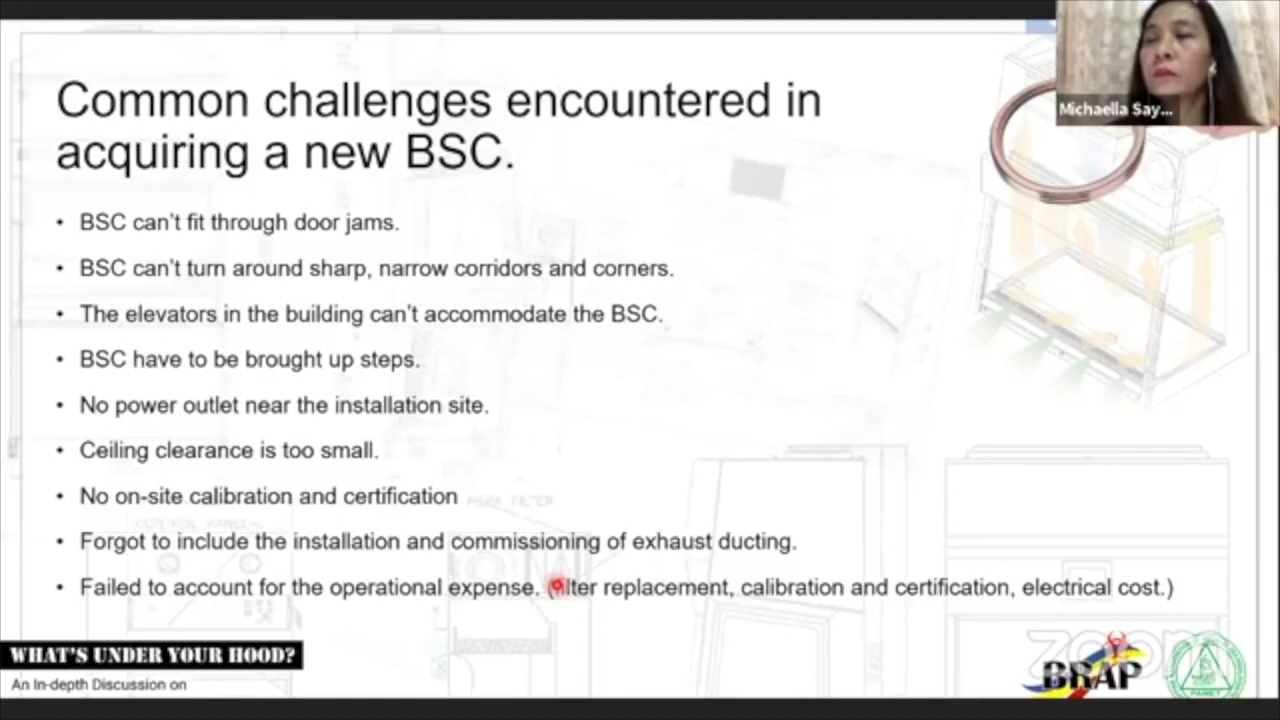 Michaella Say...
Common challenges encountered in
acquiring a new BSC.
• BSC can't fit through door jams.
• BSC can't turn around sharp, narrow corridors and corners.
• The elevators in the building can't accommodate the BSC.
• BSC have to be brought up steps.
• No power outlet near the installation site.
• Ceiling clearance is too small.
• No on-site calibration and certification
• Forgot to include the installation and commissioning of exhaust ducting.
• Failed to account for the operational expense. (filter replacement, calibration and certification, electrical cost.)
WHAT'S UNDER YOUR HOOD?
An In-depth Discussion on
zoom
BRAP